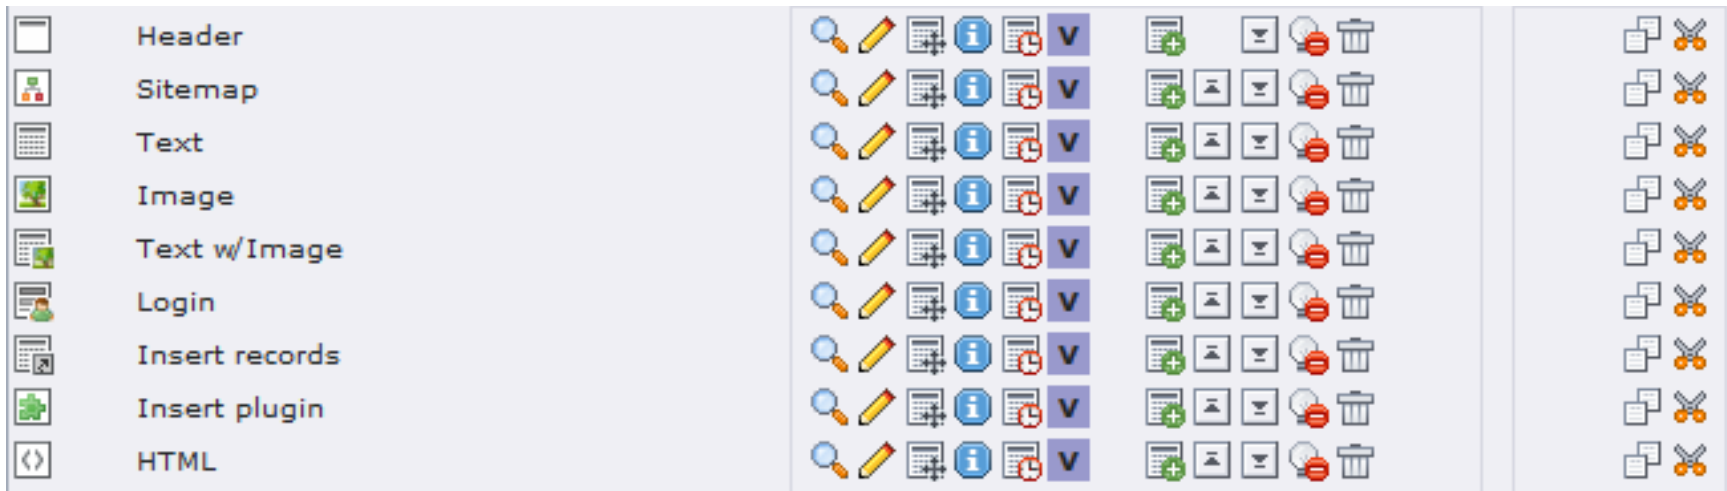 Header V
Sitemap V
Text V
Image V
Text w/Image V
Login V
Insert records V
Insert plugin V
HTML V